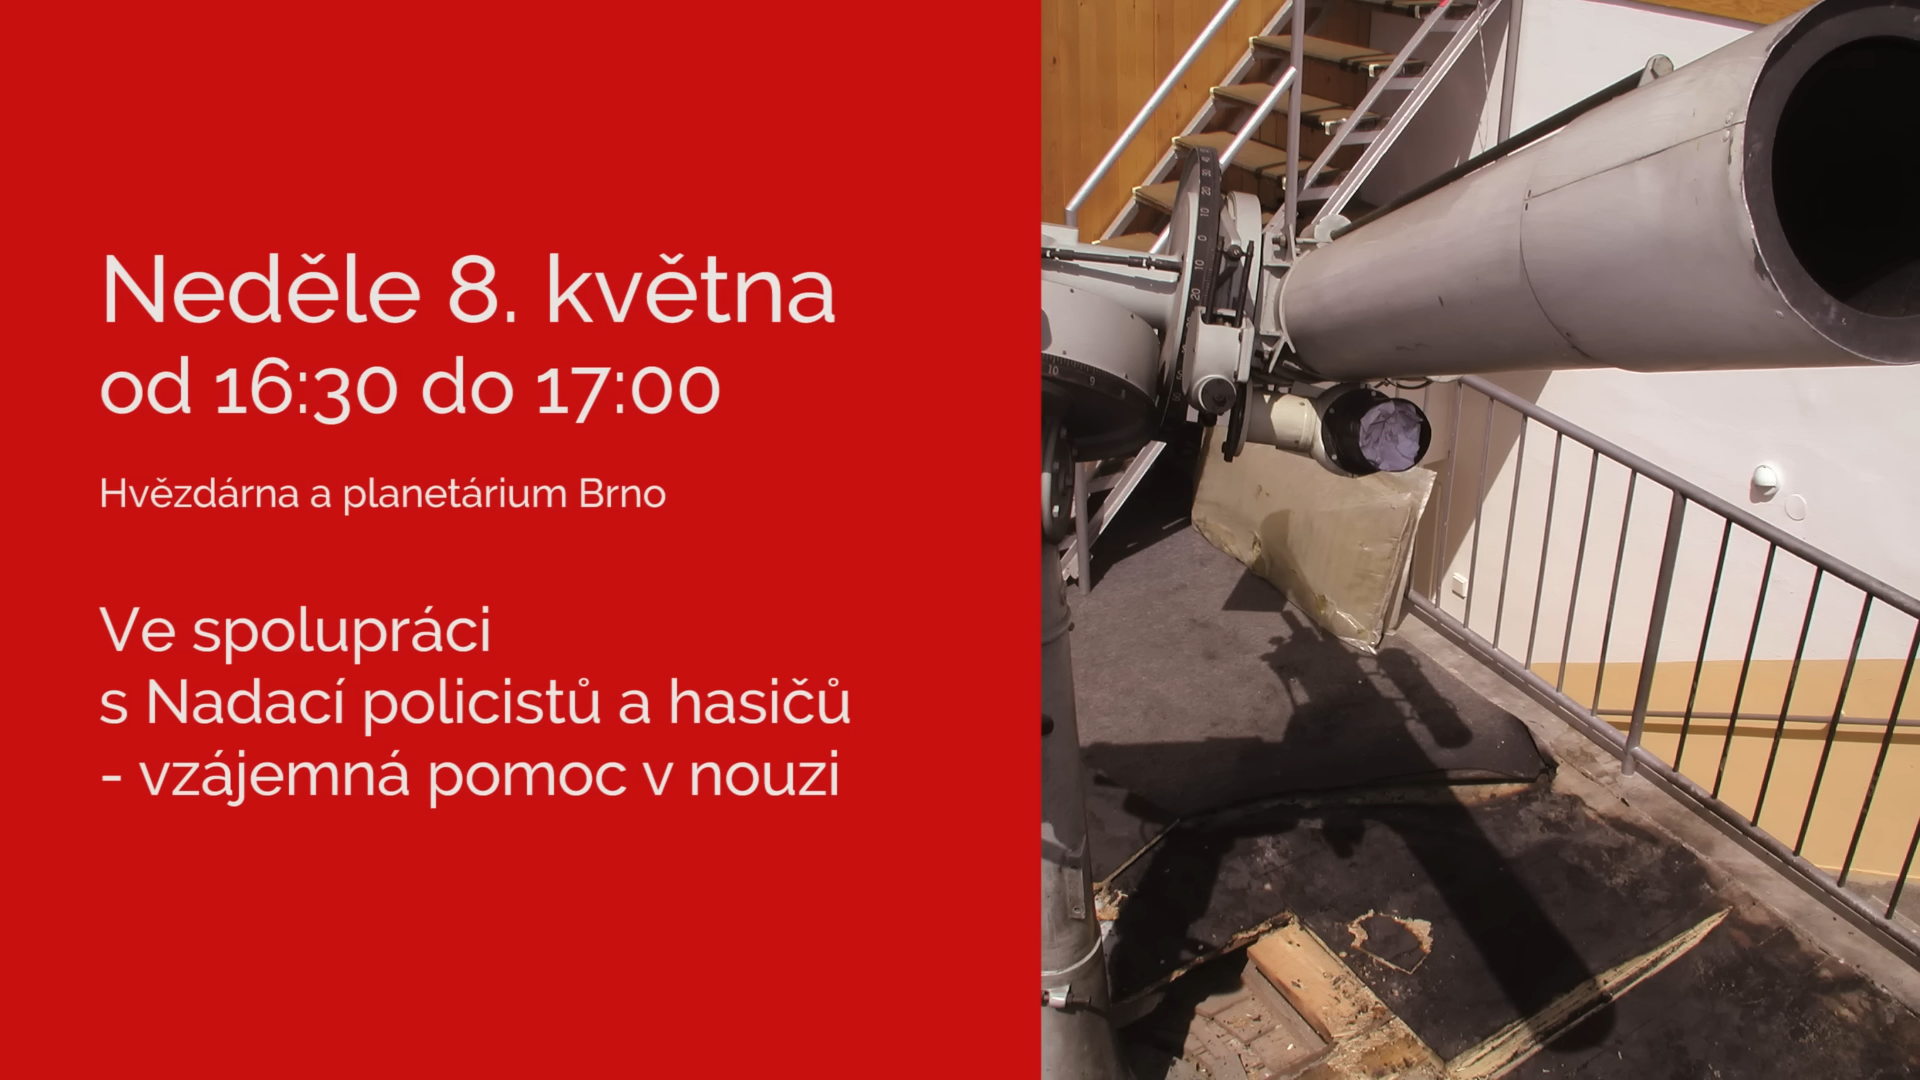 Neděle 8. května
od 16:30 do 17:00
Hvězdárna a planetárium Brno
Ve spolupráci
s Nadací policistů a hasičů
- vzájemná pomoc v nouzi